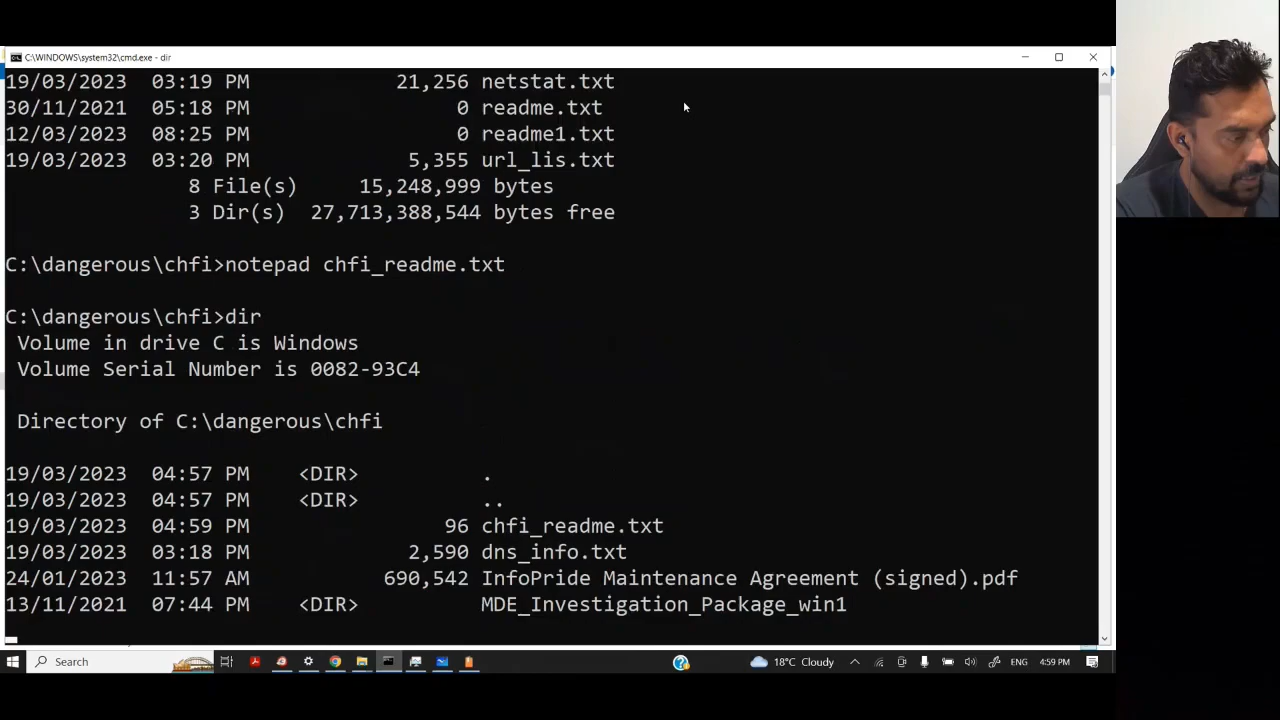 C:\WINDOWS\system32\cmd.exe - dir
19/03/2023 03:19 PM 21,256 netstat.txt
30/11/2021 05:18 PM 0 readme.txt
12/03/2023 08:25 PM 0 readme1.txt
19/03/2023 03:20 PM 5,355 url_lis.txt
8 File(s) 15,248,999 bytes
3 Dir(s) 27,713,388,544 bytes free
C:\dangerous\chfi>notepad chfi_readme.txt
C:\dangerous\chfi>dir
Volume in drive C is Windows
Volume Serial Number is 0082-93C4
Directory of C:\dangerous\chfi
19/03/2023 04:57 PM <DIR> .
19/03/2023 04:57 PM <DIR> ..
19/03/2023 04:59 PM 96 chfi_readme.txt
19/03/2023 03:18 PM 2,590 dns_info.txt
24/01/2023 11:57 AM 690,542 InfoPride Maintenance Agreement (signed).pdf
13/11/2021 07:44 PM <DIR> MDE_Investigation_Package_win1
Search 18°C Cloudy ENG 4:59 PM